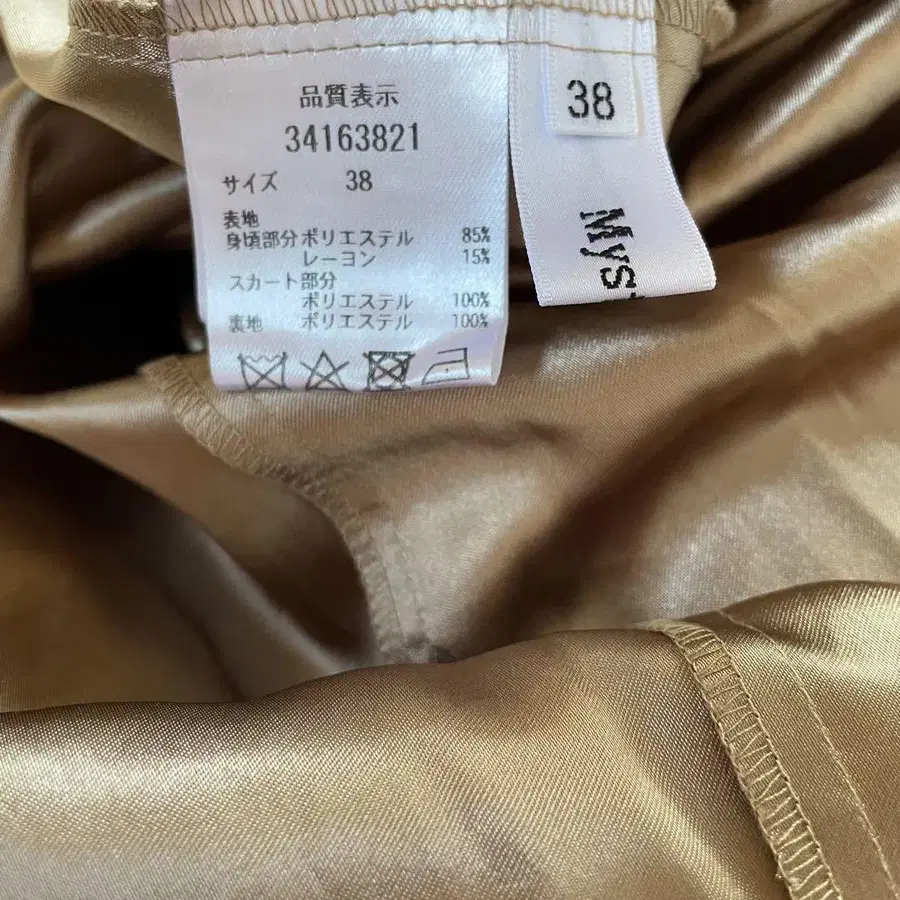 品質表示
34163821
サイズ 38
表地
身頃部分 ポリエステル 85%
レーヨン 15%
スカート部分
ポリエステル 100%
裏地 ポリエステル 100%
38
Myst